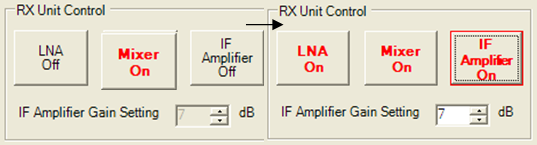 RX Unit Control
LNA
Off
Mixer
On
IF
Amplifier
Off
IF Amplifier Gain Setting 7 dB
RX Unit Control
LNA
On
Mixer
On
IF
Amplifier
On
IF Amplifier Gain Setting 7 dB